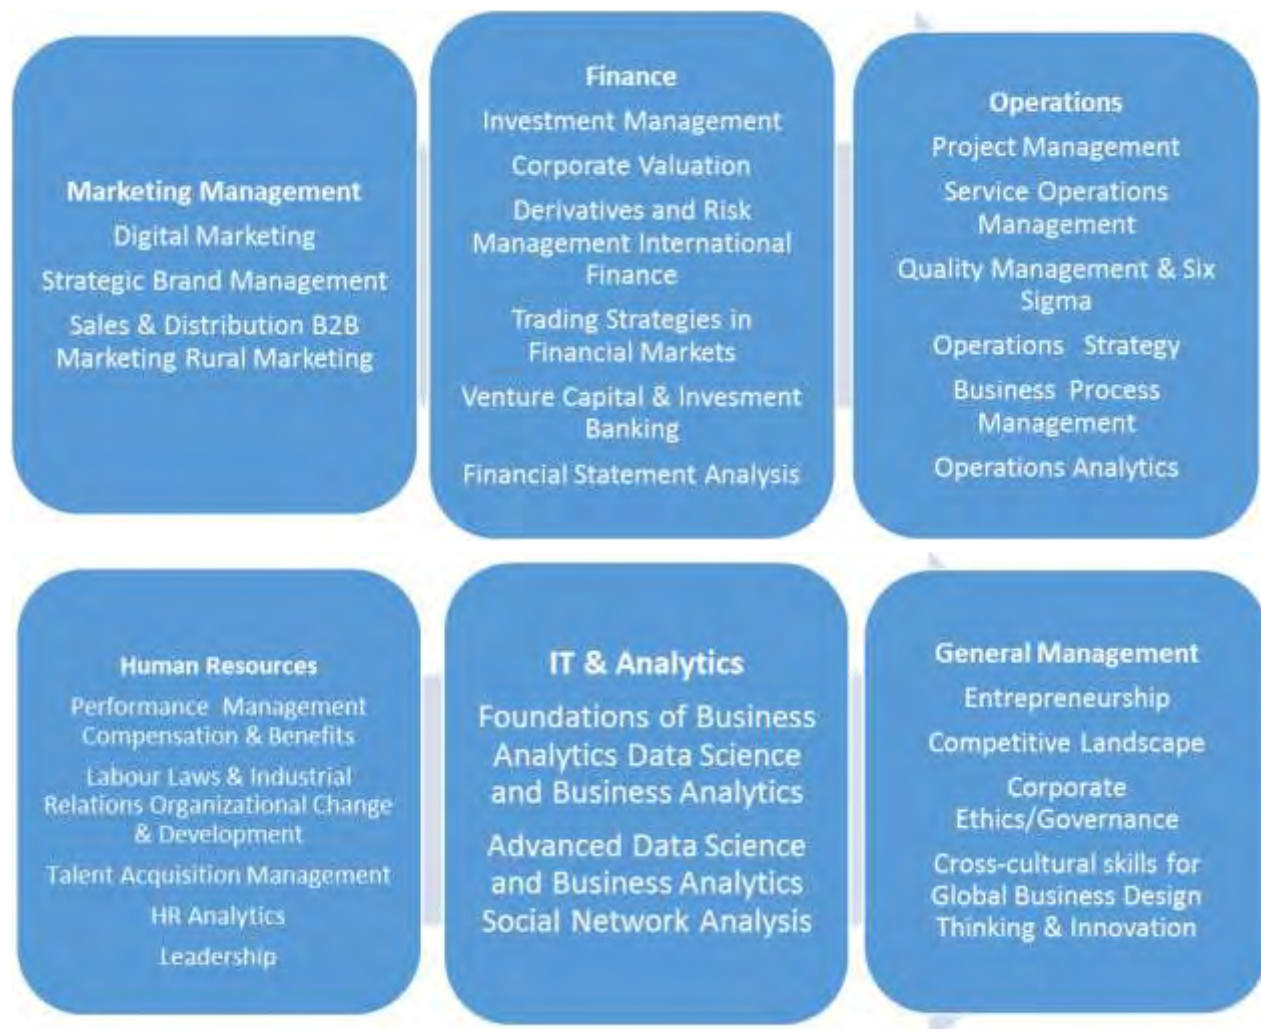 Marketing Management
Digital Marketing
Strategic Brand Management
Sales & Distribution B2B
Marketing Rural Marketing
Finance
Investment Management
Corporate Valuation
Derivatives and Risk
Management International
Finance
Trading Strategies in
Financial Markets
Venture Capital & Invesment
Banking
Financial Statement Analysis
Operations
Project Management
Service Operations
Management
Quality Management & Six
Sigma
Operations Strategy
Business Process
Management
Operations Analytics
Human Resources
Performance Management
Compensation & Benefits
Labour Laws & Industrial
Relations Organizational Change
& Development
Talent Acquisition Management
HR Analytics
Leadership
IT & Analytics
Foundations of Business
Analytics Data Science
and Business Analytics
Advanced Data Science
and Business Analytics
Social Network Analysis
General Management
Entrepreneurship
Competitive Landscape
Corporate
Ethics/Governance
Cross-cultural skills for
Global Business Design
Thinking & Innovation